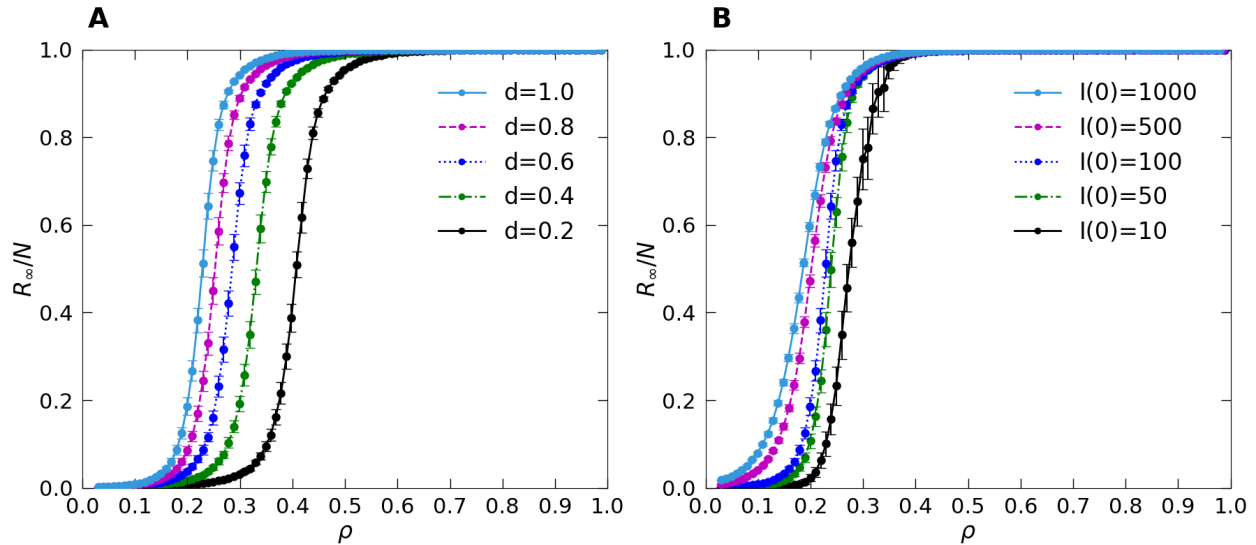 A
B
1.0
0.8
0.6
0.4
0.2
0.0
R∞/N
d=1.0
d=0.8
d=0.6
d=0.4
d=0.2
0.0 0.1 0.2 0.3 0.4 0.5 0.6 0.7 0.8 0.9 1.0
ρ
1.0
0.8
0.6
0.4
0.2
0.0
R∞/N
I(0)=1000
I(0)=500
I(0)=100
I(0)=50
I(0)=10
0.0 0.1 0.2 0.3 0.4 0.5 0.6 0.7 0.8 0.9 1.0
ρ